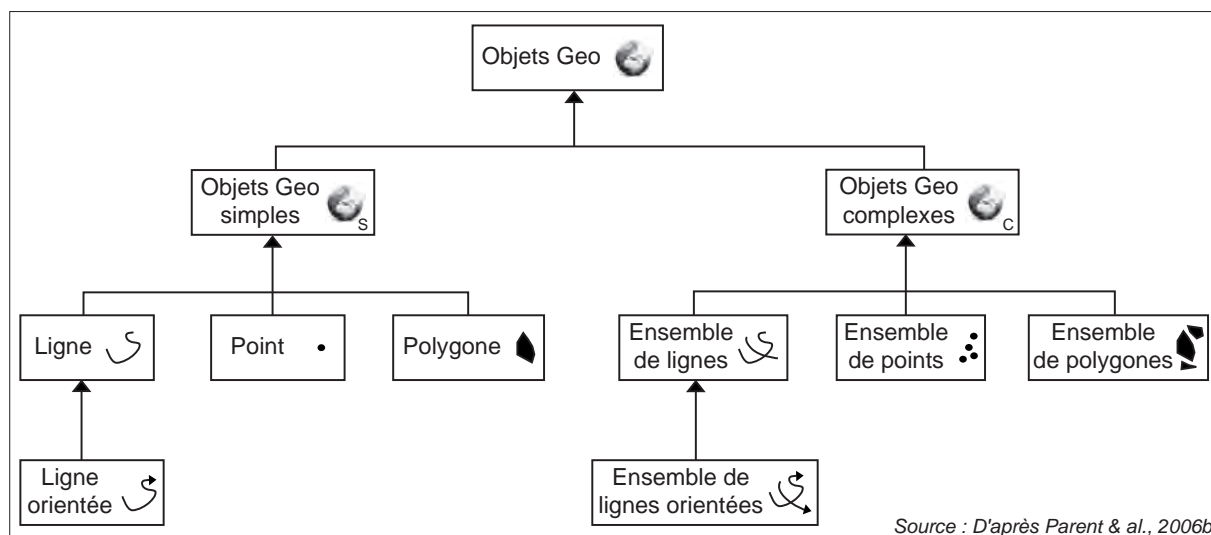 Objets Geo
Objets Geo
simples
S
Objets Geo
complexes
C
Ligne
Point
Polygone
Ensemble
de lignes
Ensemble
de points
Ensemble
de polygones
Ligne
orientée
Ensemble de
lignes orientées
Source : D'après Parent & al., 2006b